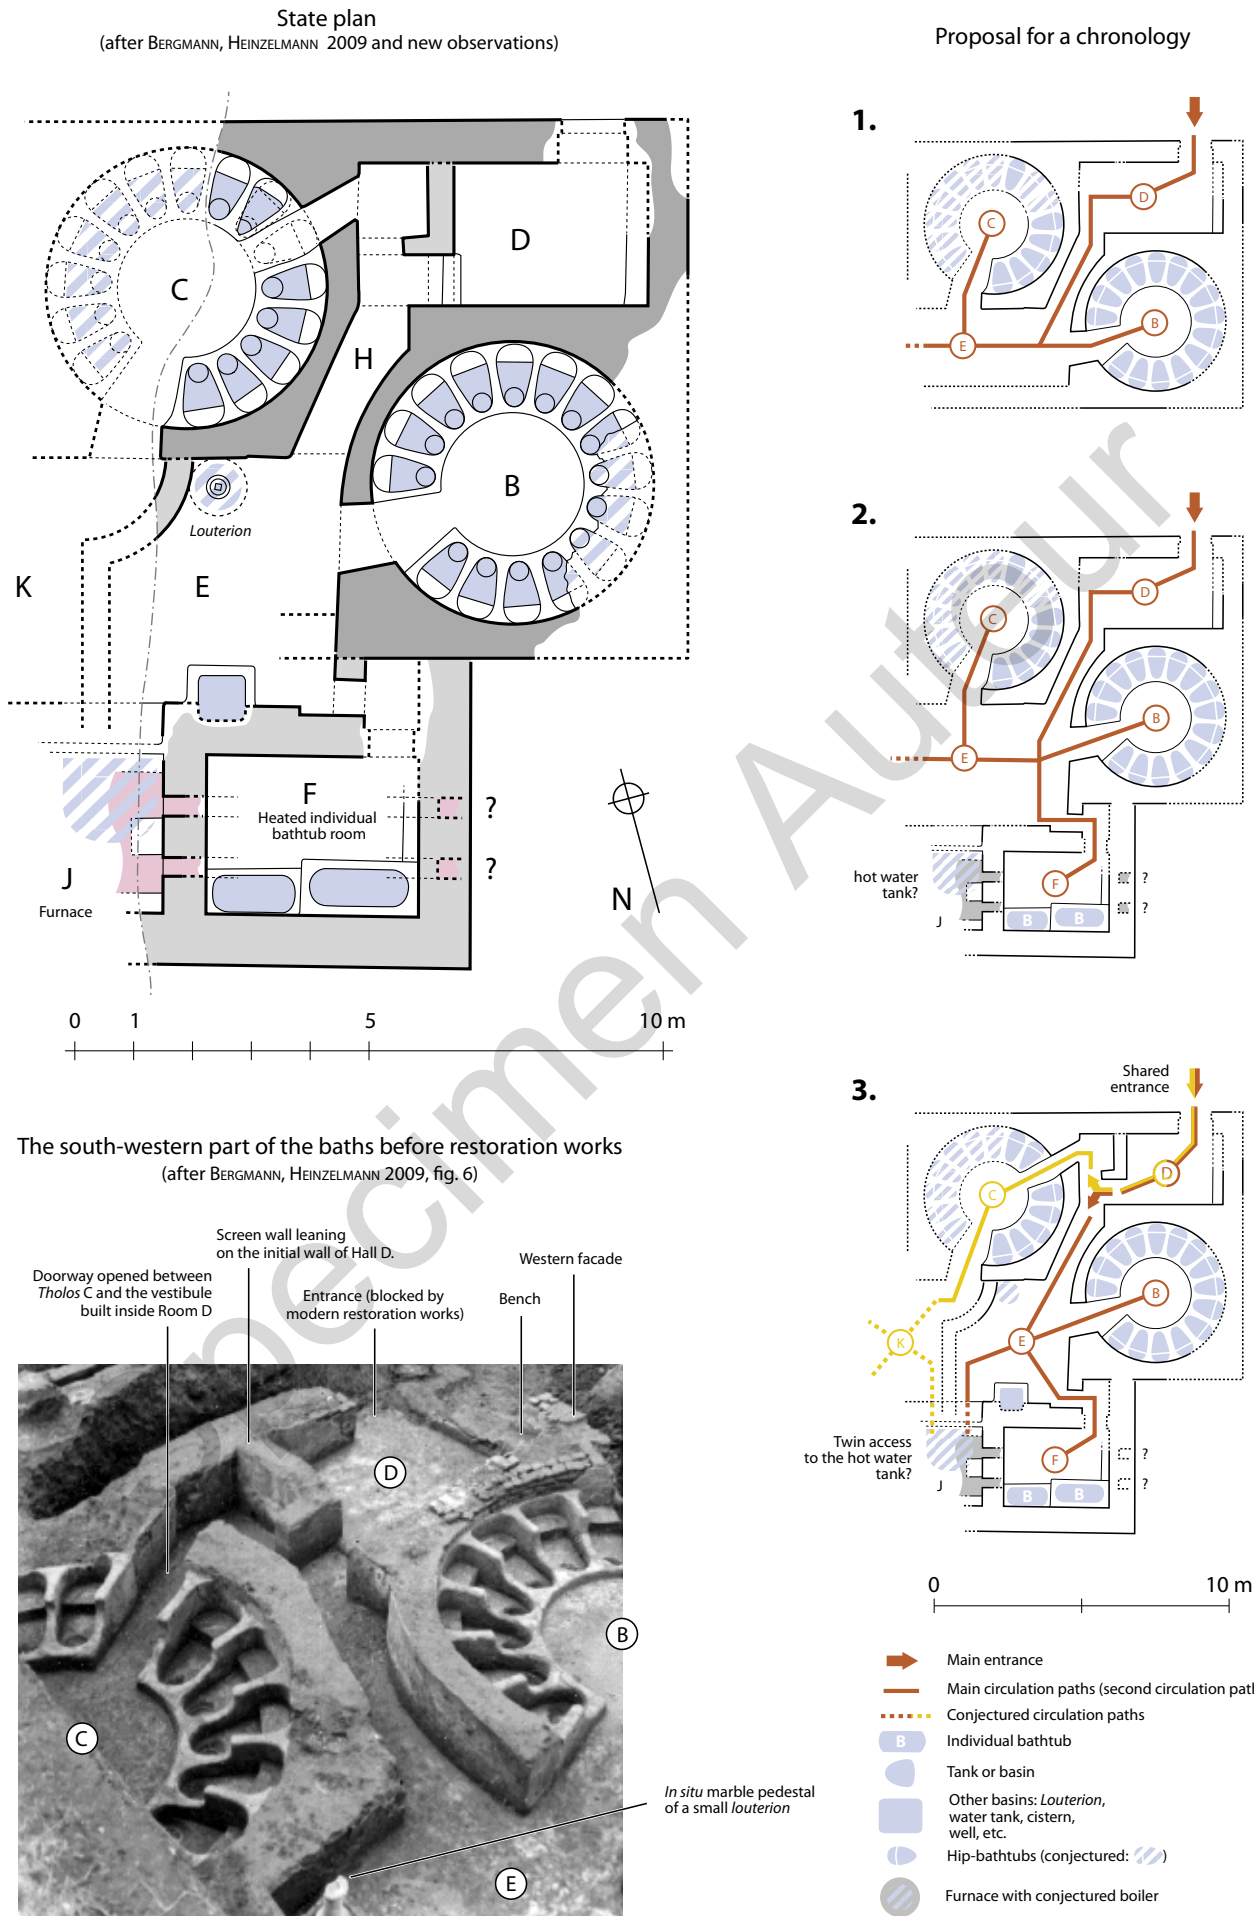 State plan
(after BERGMANN, HEINZELMANN 2009 and new observations)
C
D
H
B
Louterion
K
E
F
Heated individual
bathtub room
?
?
J
Furnace
N
0 1 5 10 m
Proposal for a chronology
1.
D
C
B
E
2.
D
C
B
E
hot water
tank?
F
?
?
J
B B
3.
Shared
entrance
D
C
B
E
K
Twin access
to the hot water
tank?
F
?
?
J
B B
0 10 m
Main entrance
Main circulation paths (second circulation pat
Conjectured circulation paths
B Individual bathtub
Tank or basin
Other basins: Louterion,
water tank, cistern,
well, etc.
Hip-bathtubs (conjectured: )
Furnace with conjectured boiler
The south-western part of the baths before restoration works
(after BERGMANN, HEINZELMANN 2009, fig. 6)
Doorway opened between
Tholos C and the vestibule
built inside Room D
Screen wall leaning
on the initial wall of Hall D.
Entrance (blocked by
modern restoration works)
Bench
Western facade
D
B
C
E
In situ marble pedestal
of a small louterion
Specimen Auteur